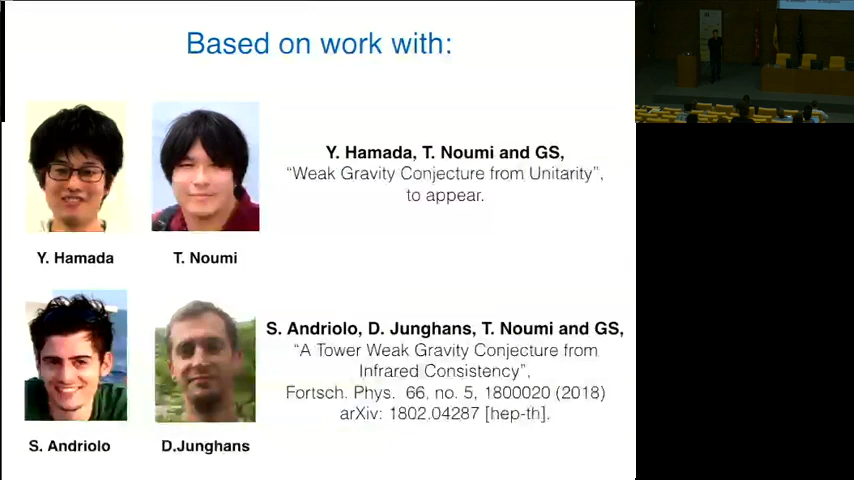 Based on work with:
Y. Hamada, T. Noumi and GS,
“Weak Gravity Conjecture from Unitarity”,
to appear.
Y. Hamada
T. Noumi
S. Andriolo, D. Junghans, T. Noumi and GS,
“A Tower Weak Gravity Conjecture from
Infrared Consistency”,
Fortsch. Phys. 66, no. 5, 1800020 (2018)
arXiv: 1802.04287 [hep-th].
S. Andriolo
D.Junghans